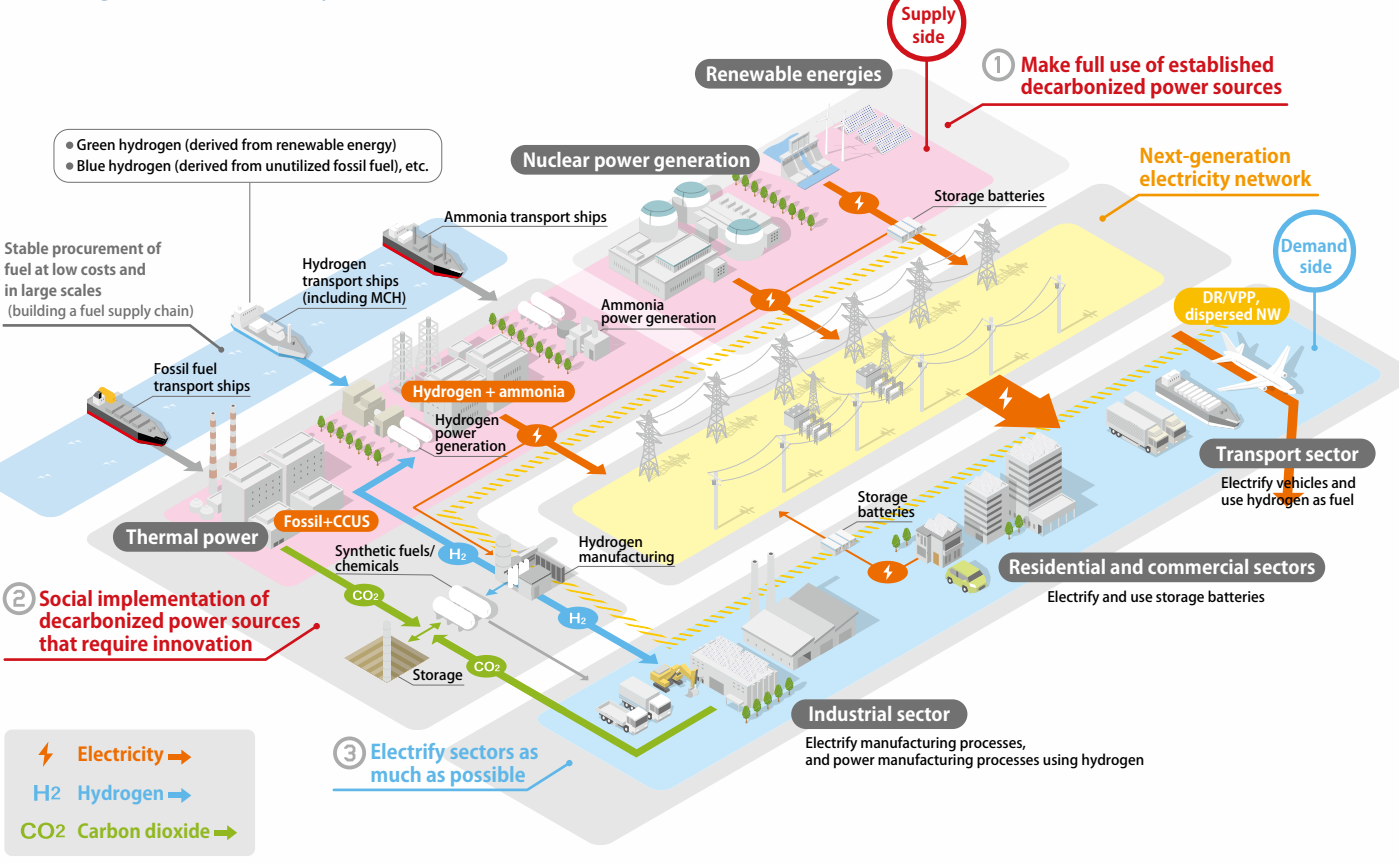 Supply
side
① Make full use of established
decarbonized power sources
Renewable energies
Green hydrogen (derived from renewable energy)
Blue hydrogen (derived from unutilized fossil fuel), etc.
Nuclear power generation
Next-generation
electricity network
Storage batteries
Ammonia transport ships
Demand
side
Stable procurement of
fuel at low costs and
in large scales
(building a fuel supply chain)
Hydrogen
transport ships
(including MCH)
Ammonia
power generation
DR/VPP,
dispersed NW
Fossil fuel
transport ships
Hydrogen + ammonia
Hydrogen
power
generation
Transport sector
Electrify vehicles and
use hydrogen as fuel
Storage
batteries
Fossil+CCUS
Thermal power
Synthetic fuels/
chemicals
H2
Hydrogen
manufacturing
Residential and commercial sectors
Electrify and use storage batteries
② Social implementation of
decarbonized power sources
that require innovation
CO2
H2
CO2
Storage
Industrial sector
Electrify manufacturing processes,
and power manufacturing processes using hydrogen
③ Electrify sectors as
much as possible
Electricity
H2 Hydrogen
CO2 Carbon dioxide